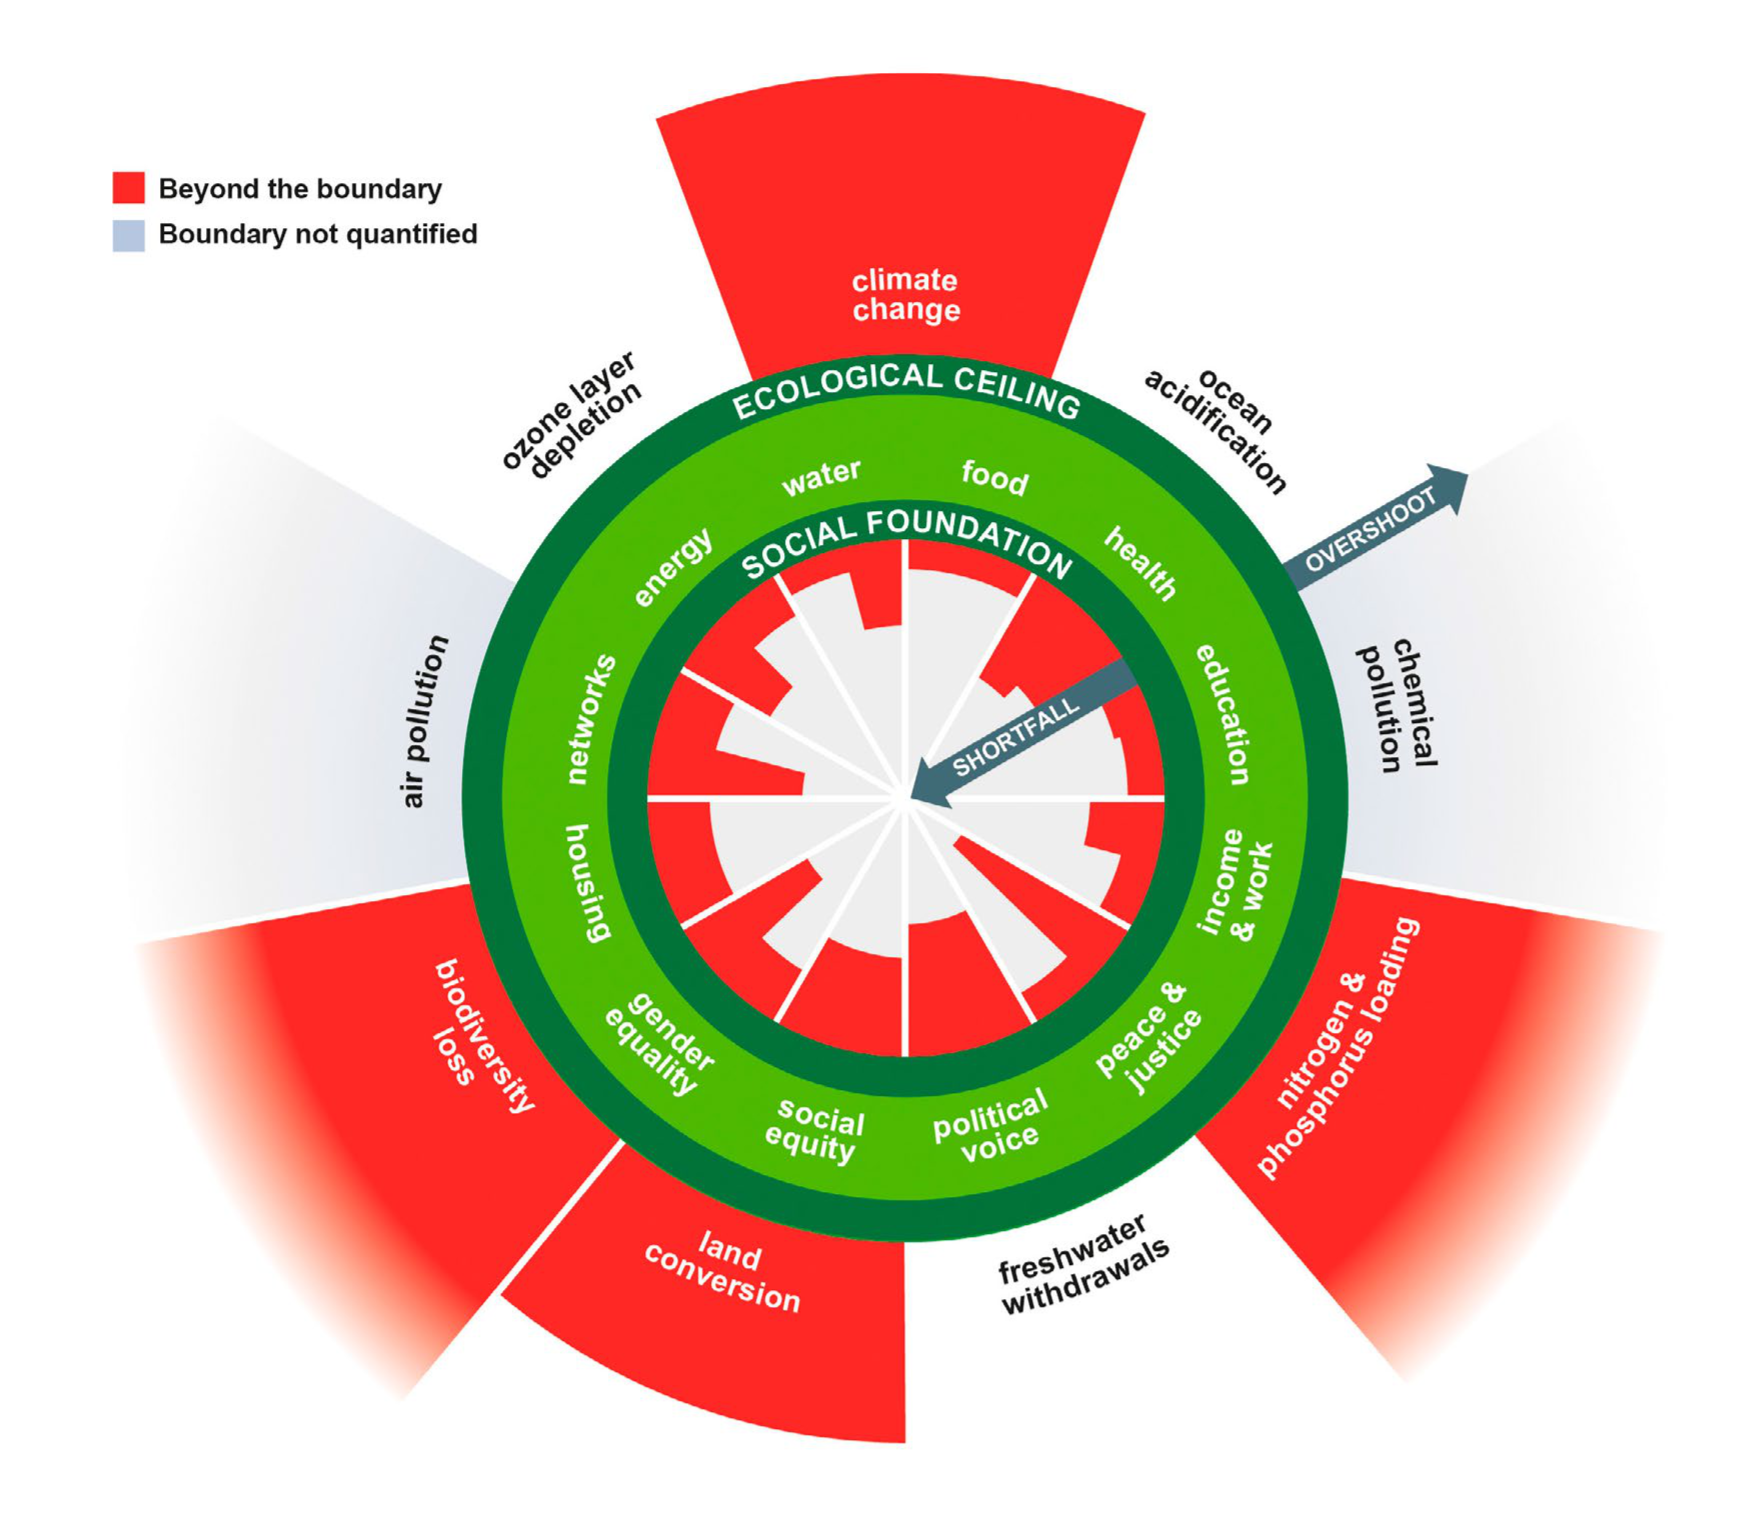 Beyond the boundary
Boundary not quantified
climate
change
ozone layer
depletion
ocean
acidification
ECOLOGICAL CEILING
water
food
OVERSHOOT
energy
SOCIAL FOUNDATION
health
air pollution
networks
SHORTFALL
education
chemical
pollution
housing
income
& work
biodiversity
loss
gender
equality
peace &
justice
nitrogen &
phosphorus loading
social
equity
political
voice
land
conversion
freshwater
withdrawals